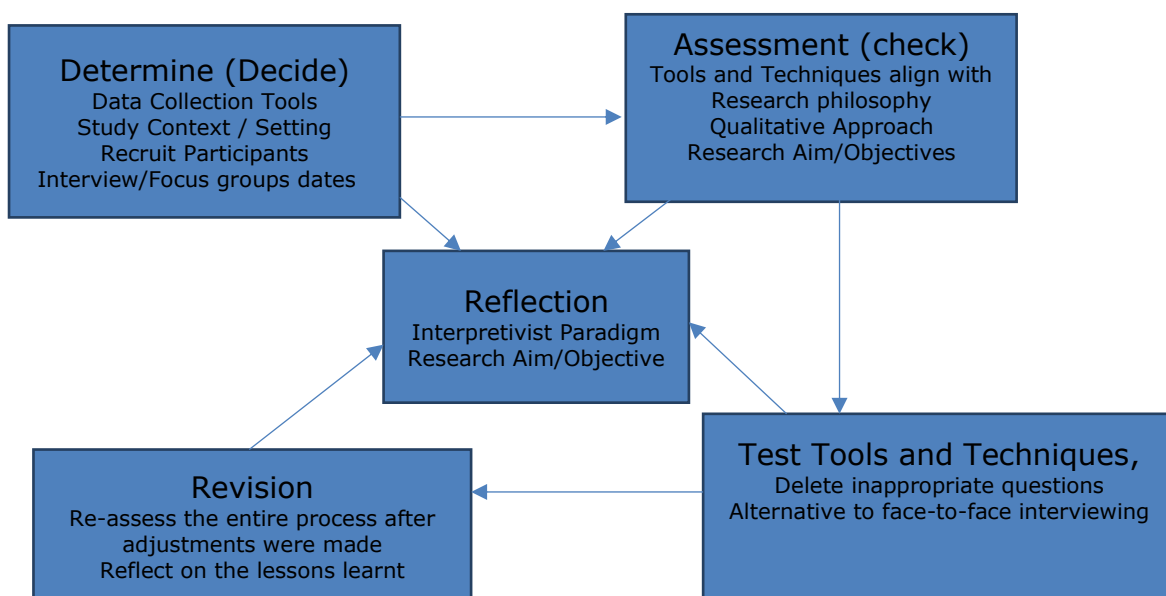 Determine (Decide)
Data Collection Tools
Study Context / Setting
Recruit Participants
Interview/Focus groups dates
Assessment (check)
Tools and Techniques align with
Research philosophy
Qualitative Approach
Research Aim/Objectives
Reflection
Interpretivist Paradigm
Research Aim/Objective
Test Tools and Techniques,
Delete inappropriate questions
Alternative to face-to-face interviewing
Revision
Re-assess the entire process after
adjustments were made
Reflect on the lessons learnt